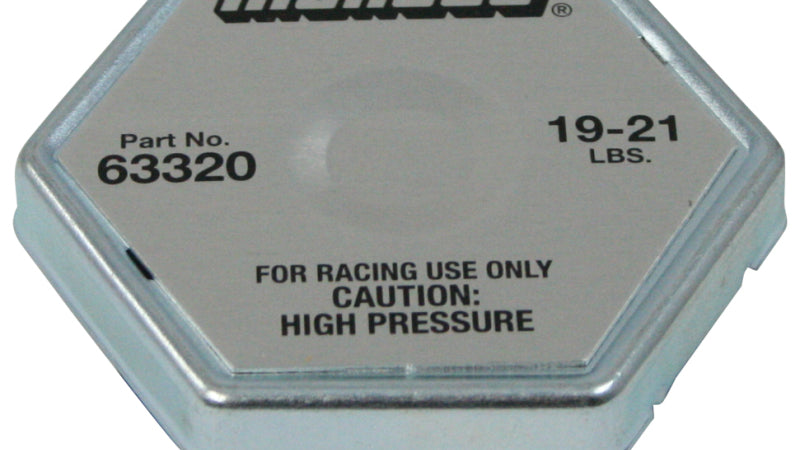 ®
Part No.
63320
19-21
LBS.
FOR RACING USE ONLY
CAUTION:
HIGH PRESSURE